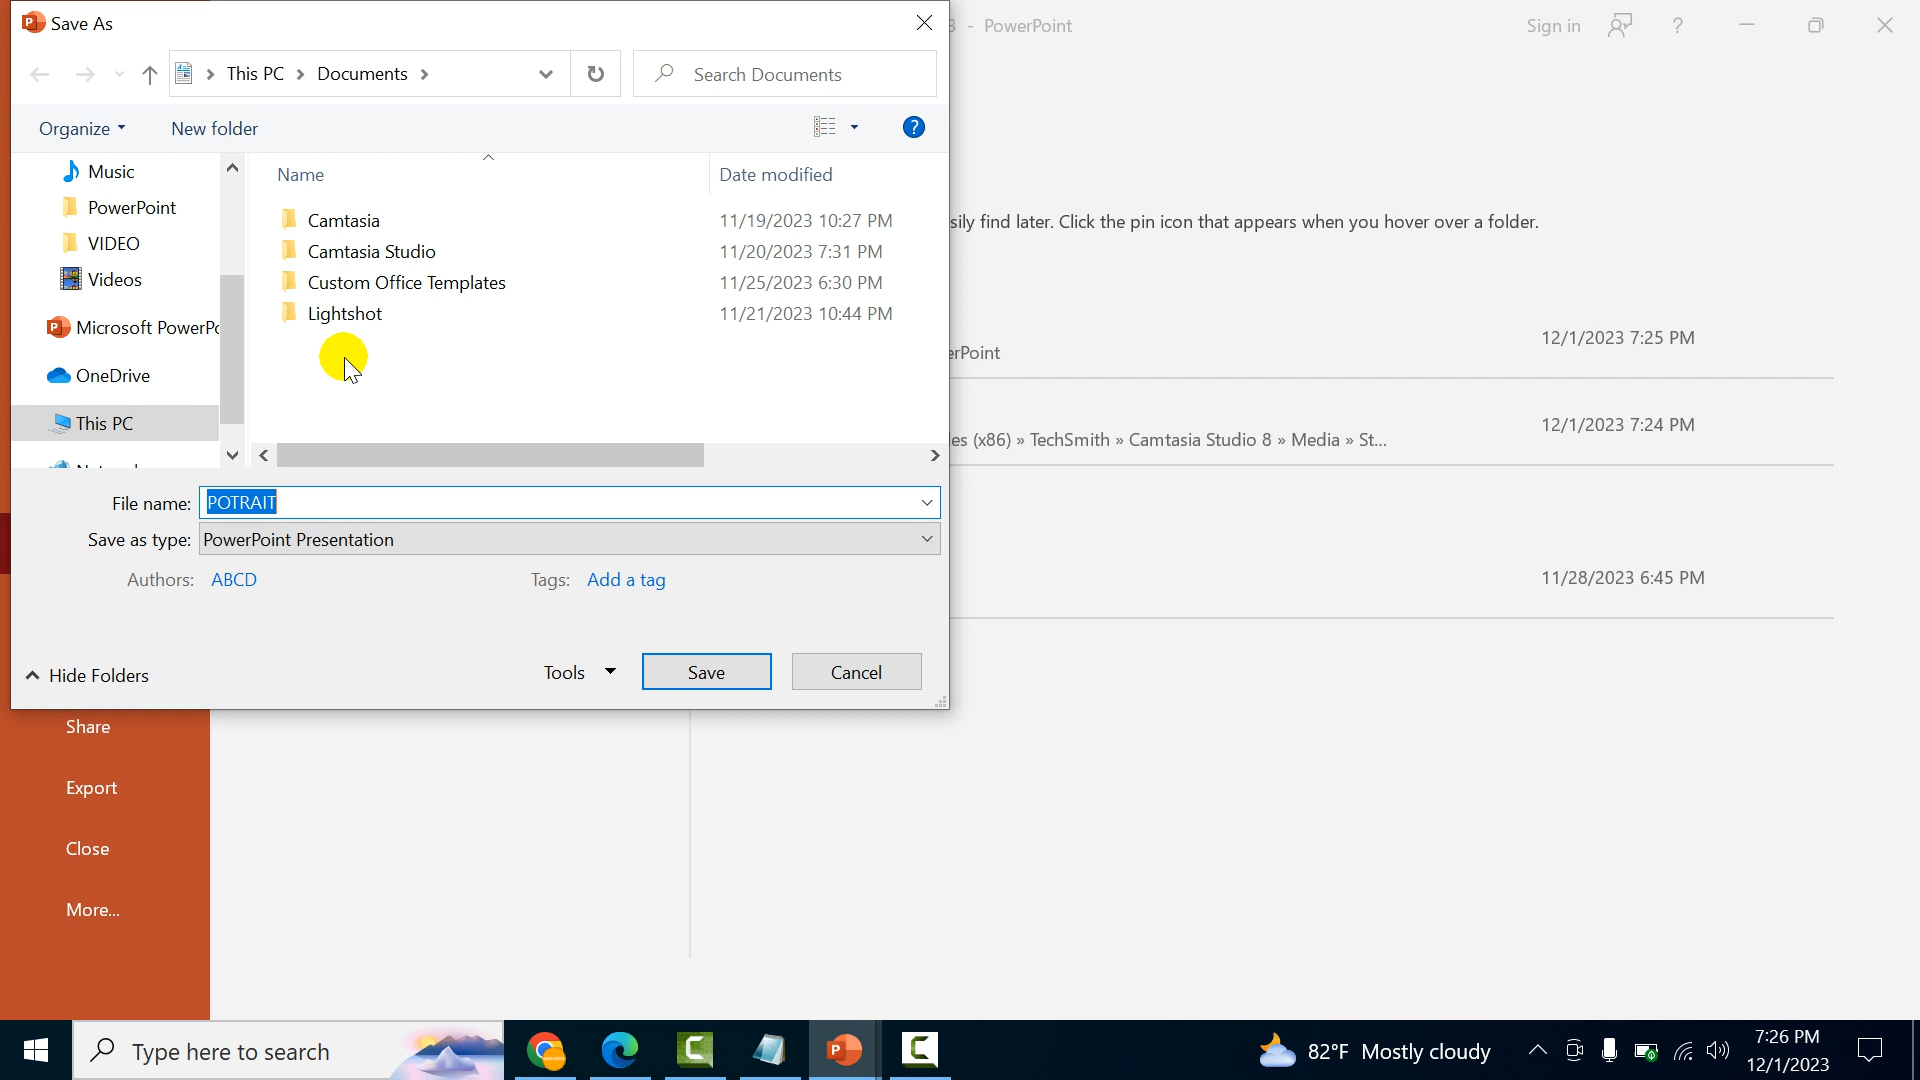 Save As
3 - PowerPoint
Sign in
?
This PC
Documents
Search Documents
Organize
New folder
?
Music
PowerPoint
VIDEO
Videos
Microsoft PowerPo
OneDrive
This PC
Name
Date modified
Camtasia
11/19/2023 10:27 PM
Camtasia Studio
11/20/2023 7:31 PM
Custom Office Templates
11/25/2023 6:30 PM
Lightshot
11/21/2023 10:44 PM
sily find later. Click the pin icon that appears when you hover over a folder.
12/1/2023 7:25 PM
erPoint
12/1/2023 7:24 PM
les (x86) » TechSmith » Camtasia Studio 8 » Media » St...
11/28/2023 6:45 PM
File name: POTRAIT
Save as type: PowerPoint Presentation
Authors: ABCD
Tags: Add a tag
Hide Folders
Tools
Save
Cancel
Share
Export
Close
More...
Type here to search
82°F Mostly cloudy
7:26 PM
12/1/2023